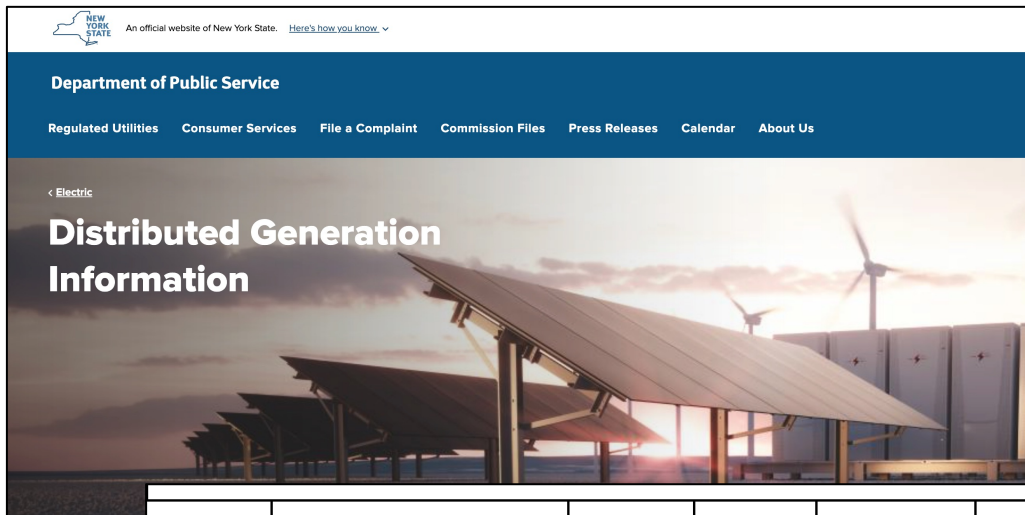 NEW
YORK
STATE
An official website of New York State. Here's how you know
Department of Public Service
Regulated Utilities Consumer Services File a Complaint Commission Files Press Releases Calendar About Us
< Electric
Distributed Generation
Information